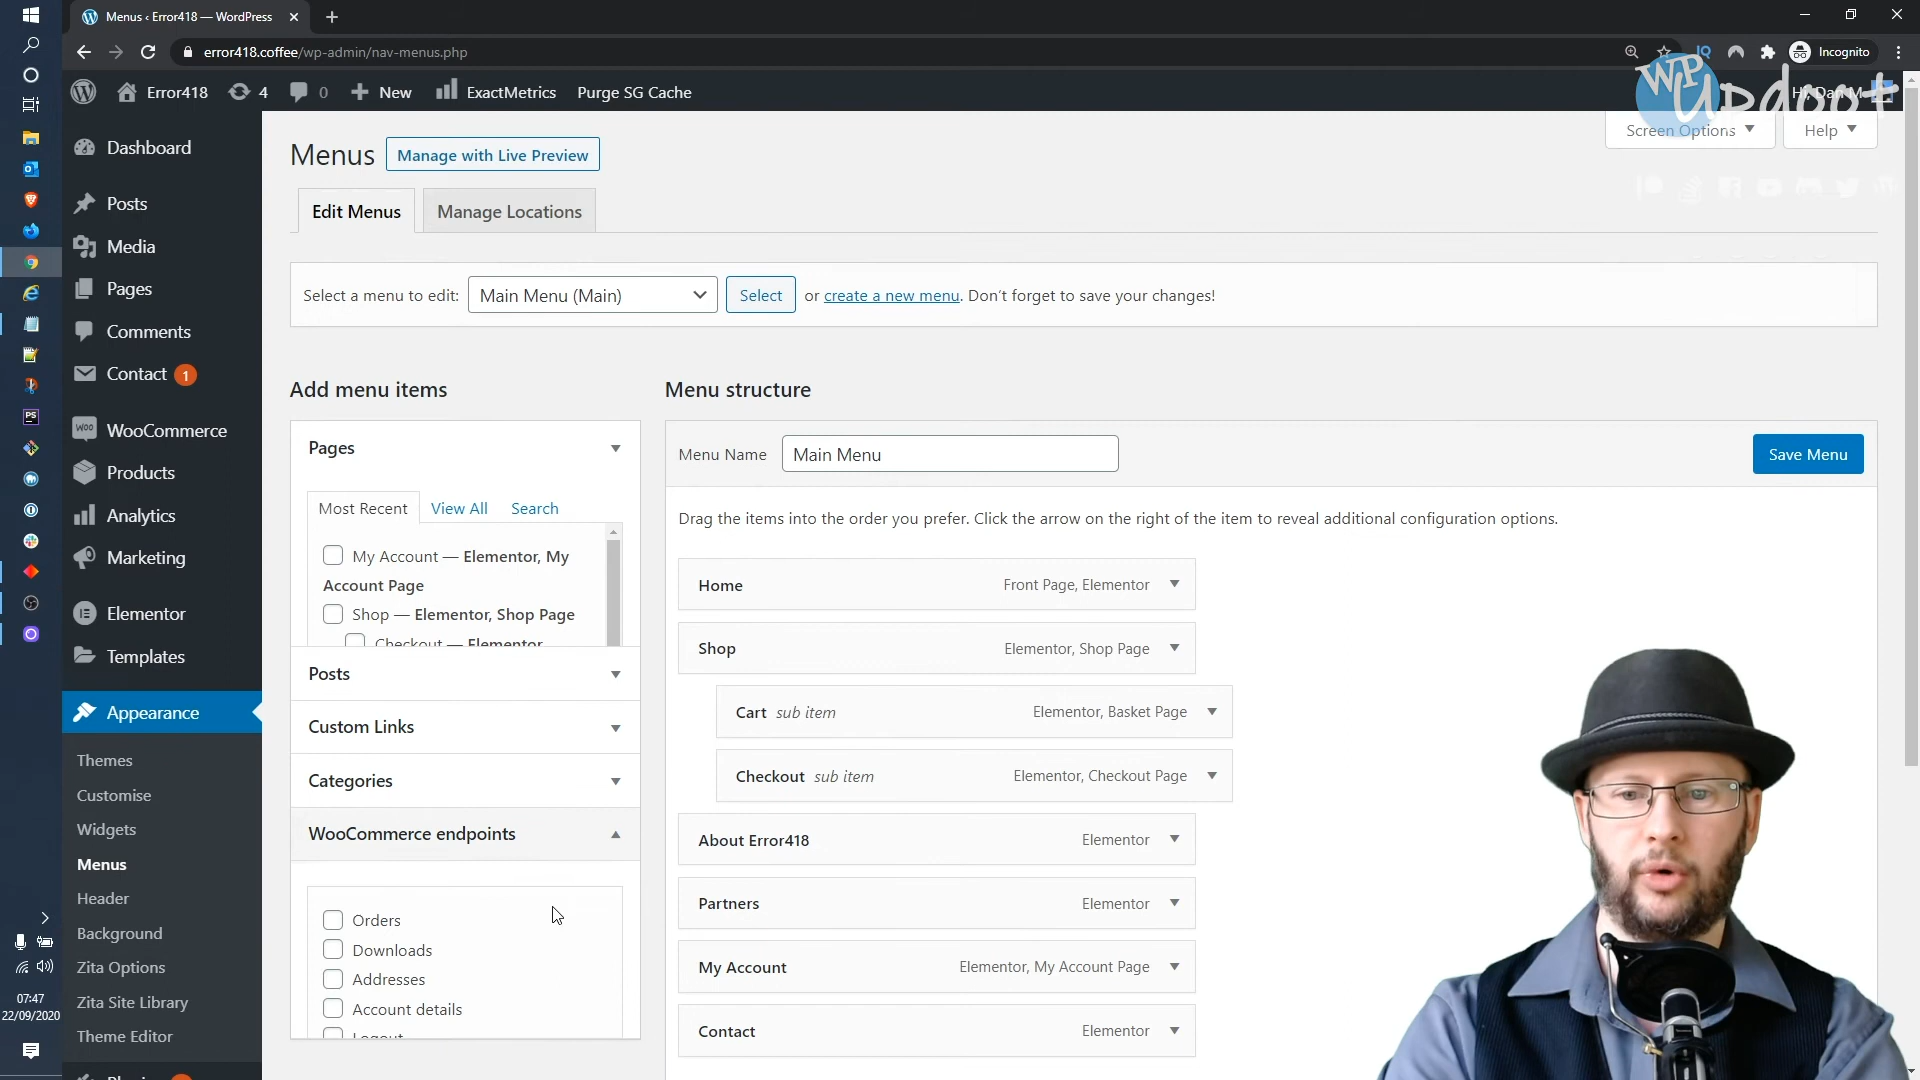 Menus ‹ Error418 — WordPress
error418.coffee/wp-admin/nav-menus.php
Incognito
Error418
4
0
New
ExactMetrics
Purge SG Cache
Hi, Dan M
WP Updoot
Screen Options
Help
Dashboard
Posts
Media
Pages
Comments
Contact 1
WooCommerce
Products
Analytics
Marketing
Elementor
Templates
Appearance
Themes
Customise
Widgets
Menus
Header
Background
Zita Options
Zita Site Library
Theme Editor
07:47
22/09/2020
Menus
Manage with Live Preview
Edit Menus
Manage Locations
Select a menu to edit:
Main Menu (Main)
Select
or create a new menu. Don’t forget to save your changes!
Add menu items
Pages
Most Recent
View All
Search
My Account — Elementor, My
Account Page
Shop — Elementor, Shop Page
Checkout — Elementor
Posts
Custom Links
Categories
WooCommerce endpoints
Orders
Downloads
Addresses
Account details
Logout
Menu structure
Menu Name
Main Menu
Save Menu
Drag the items into the order you prefer. Click the arrow on the right of the item to reveal additional configuration options.
Home
Front Page, Elementor
Shop
Elementor, Shop Page
Cart sub item
Elementor, Basket Page
Checkout sub item
Elementor, Checkout Page
About Error418
Elementor
Partners
Elementor
My Account
Elementor, My Account Page
Contact
Elementor